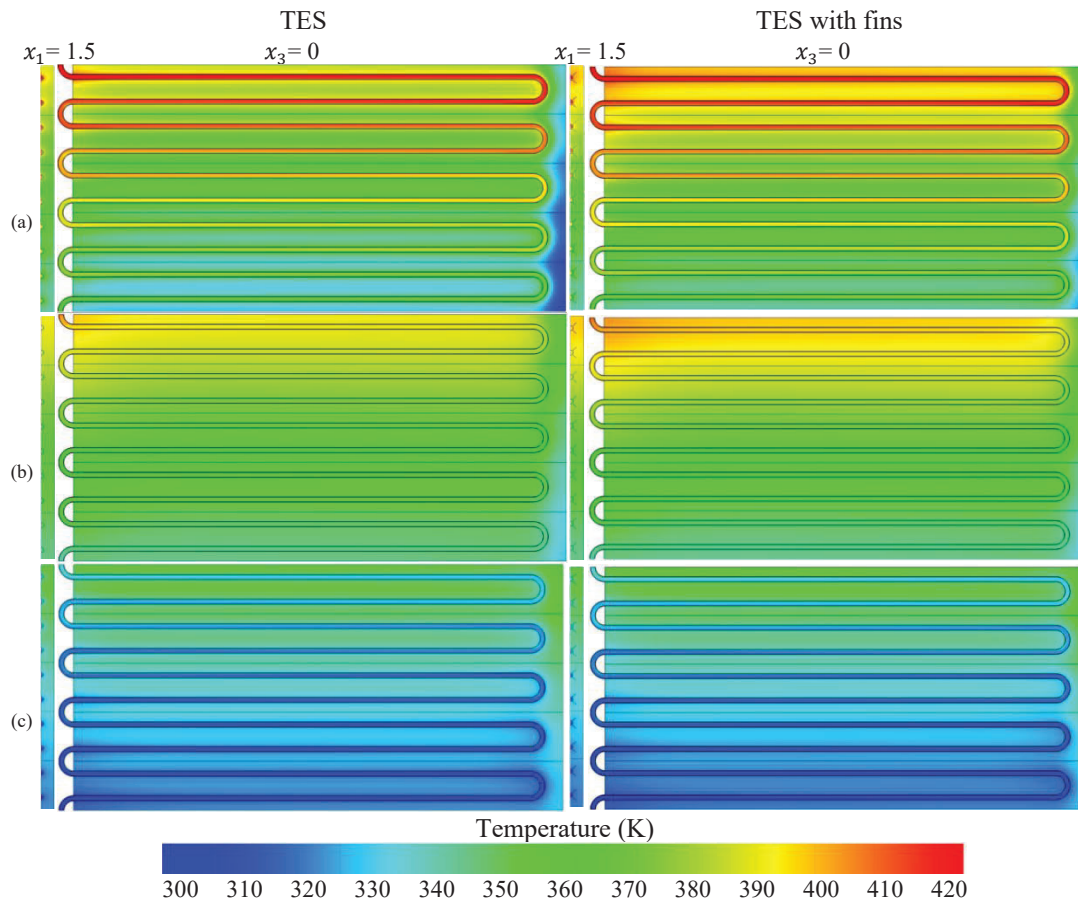 TES TES with fins
x₁= 1.5 x₃= 0 x₁= 1.5 x₃= 0
(a)
(b)
(c)
Temperature (K)
300 310 320 330 340 350 360 370 380 390 400 410 420